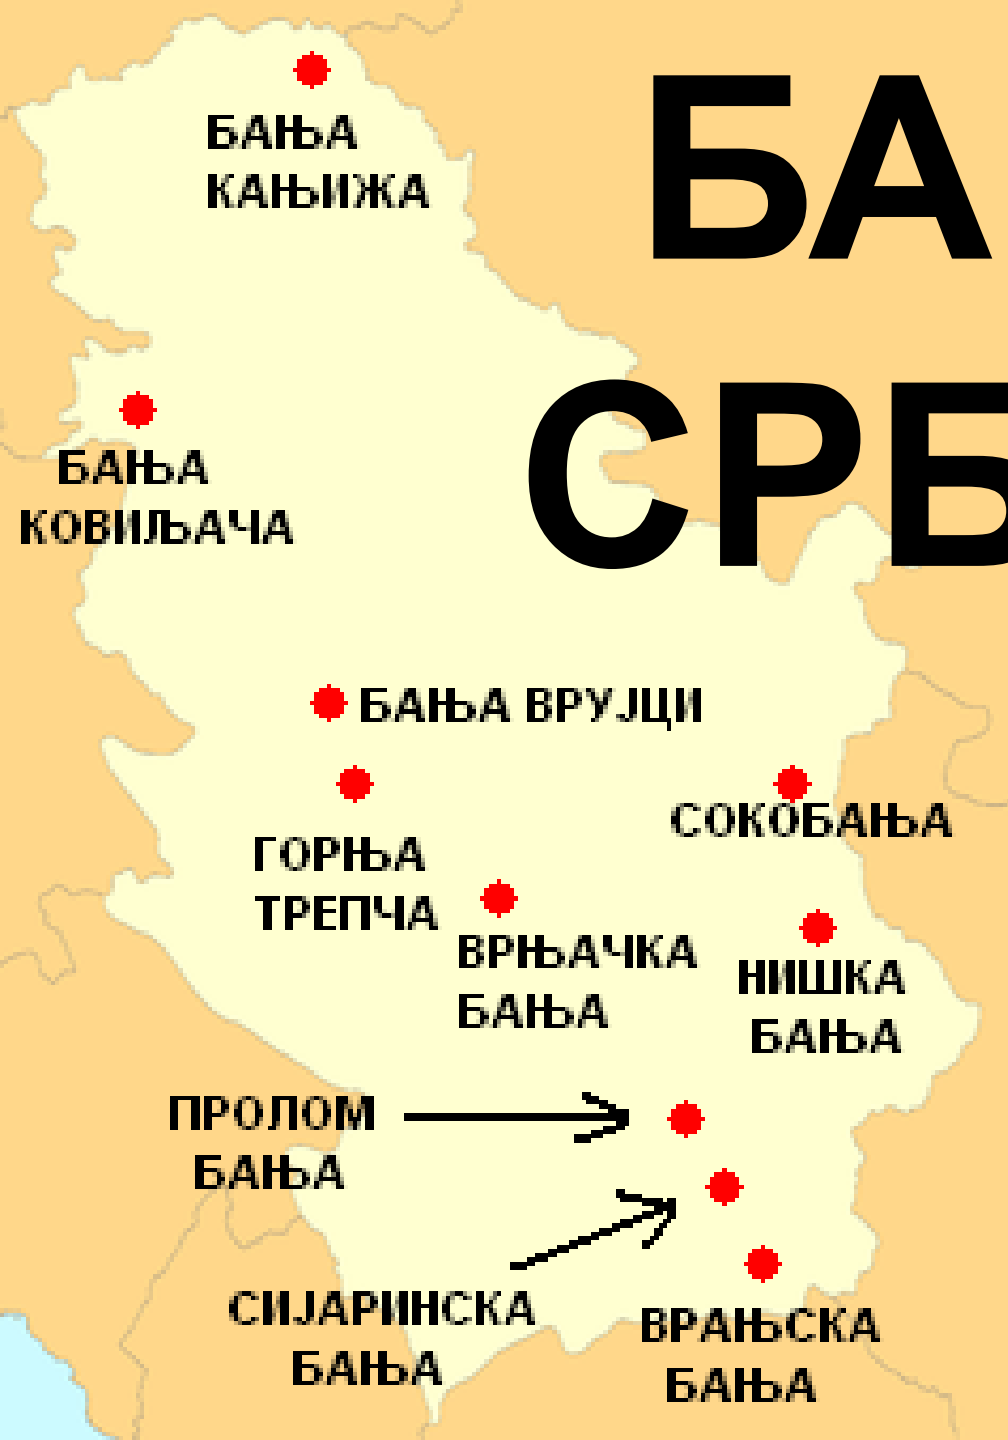 БА
СРБ
БАЊА
КАЊИЖА
БАЊА
КОВИЉАЧА
БАЊА ВРУЈЦИ
ГОРЊА
ТРЕПЧА
СОКОБАЊА
ВРЊАЧКА
БАЊА
НИШКА
БАЊА
ПРОЛОМ
БАЊА
СИЈАРИНСКА
БАЊА
ВРАЊСКА
БАЊА